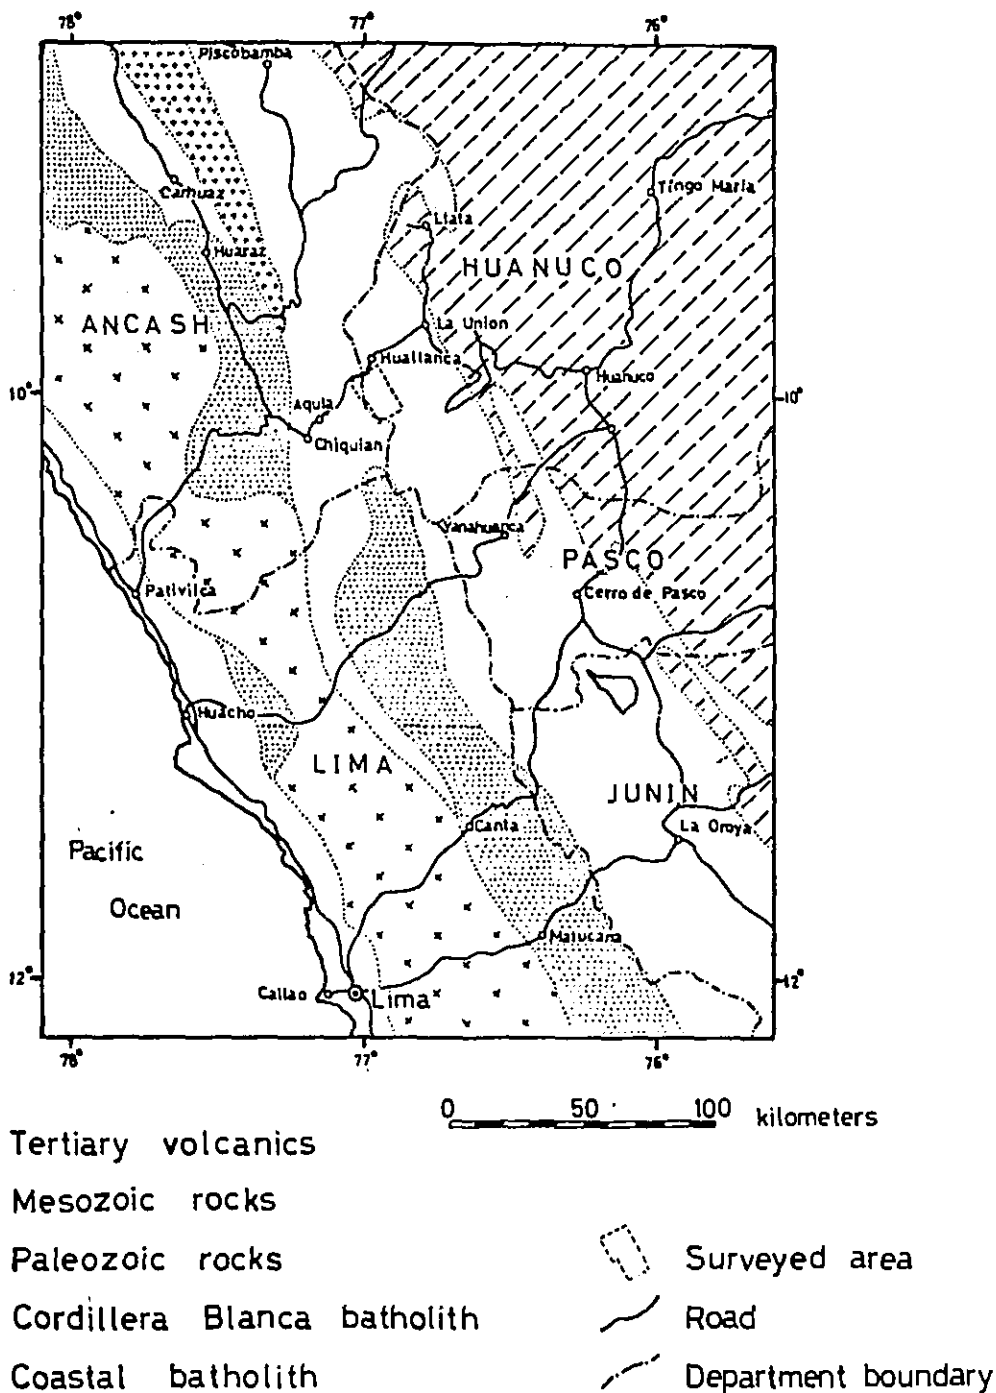 78° 77° 76°
Piscobamba
Carhuaz
Tingo Maria
Llata
Huaraz
HUANUCO
ANCASH
La Union
Huallanca
Huanuco
10° 10°
Aquia
Chiquian
Yanahuanca
PASCO
Pativilca
Cerro de Pasco
Huacho
LIMA
JUNIN
Canta
La Oroya
Pacific
Ocean
Matucana
12° 12°
Callao
Lima
78° 77° 76°
0 50 100 kilometers
Tertiary volcanics
Mesozoic rocks
Paleozoic rocks
Surveyed area
Cordillera Blanca batholith
Road
Coastal batholith
Department boundary